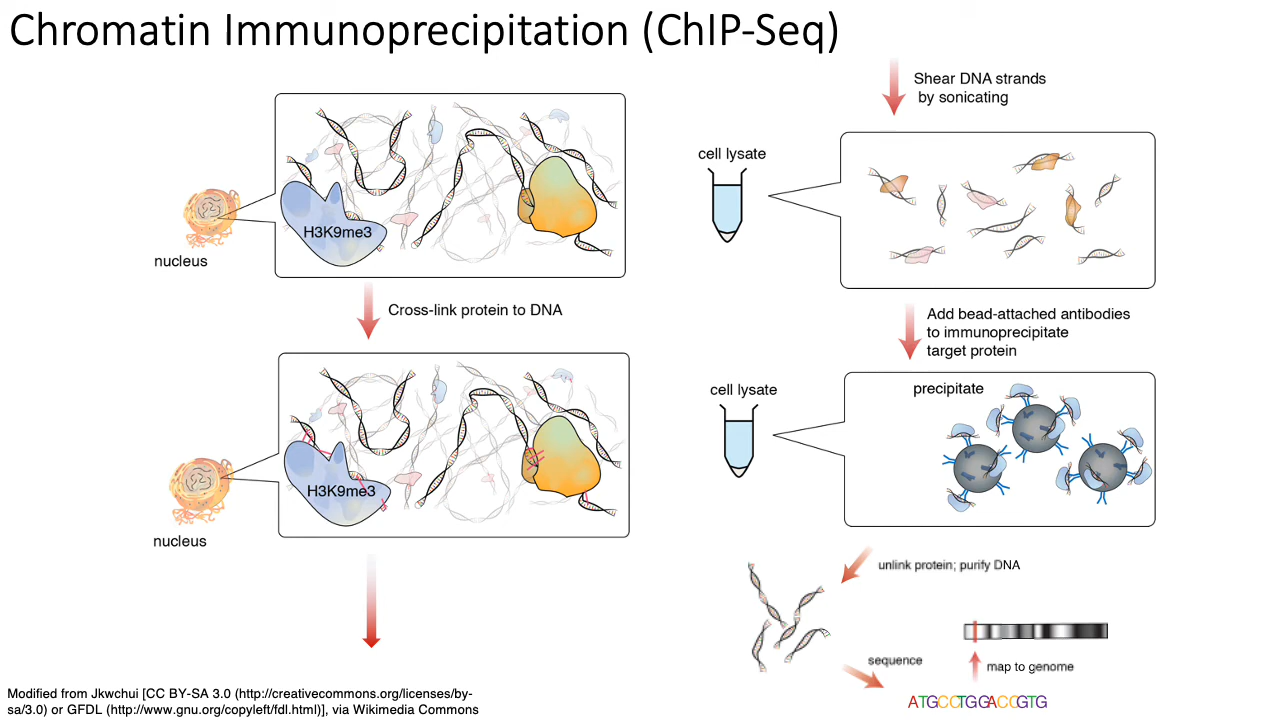 Chromatin Immunoprecipitation (ChIP-Seq)
H3K9me3
nucleus
Cross-link protein to DNA
H3K9me3
nucleus
Shear DNA strands
by sonicating
cell lysate
Add bead-attached antibodies
to immunoprecipitate
target protein
cell lysate
precipitate
unlink protein; purify DNA
sequence
map to genome
ATGCCTGGACCGTG
Modified from Jkwchui [CC BY-SA 3.0 (http://creativecommons.org/licenses/by-
sa/3.0) or GFDL (http://www.gnu.org/copyleft/fdl.html)], via Wikimedia Commons